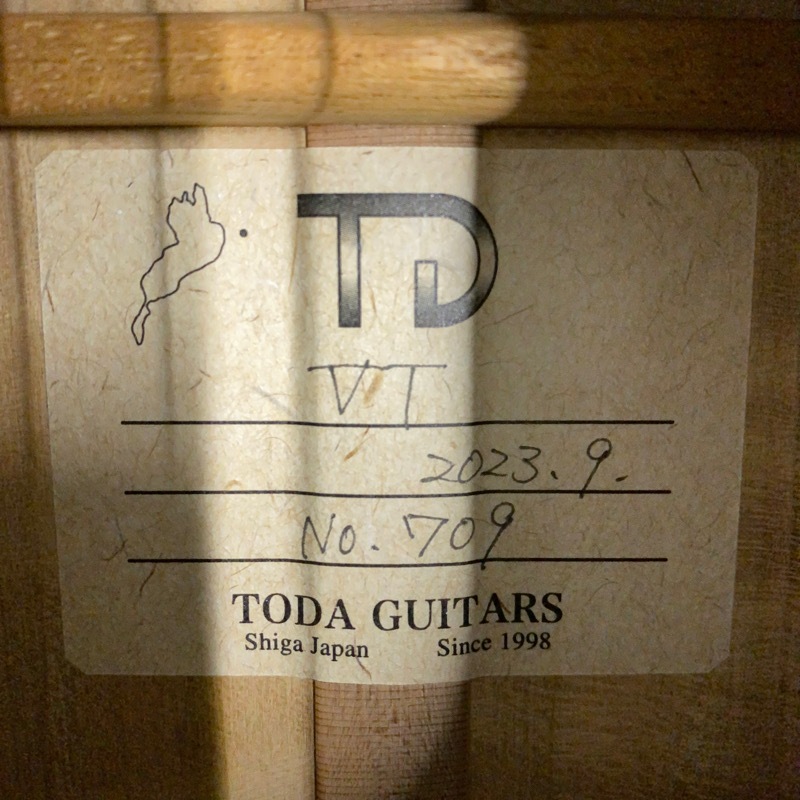 TD
VT
2023.9.
No.709
TODA GUITARS
Shiga Japan Since 1998